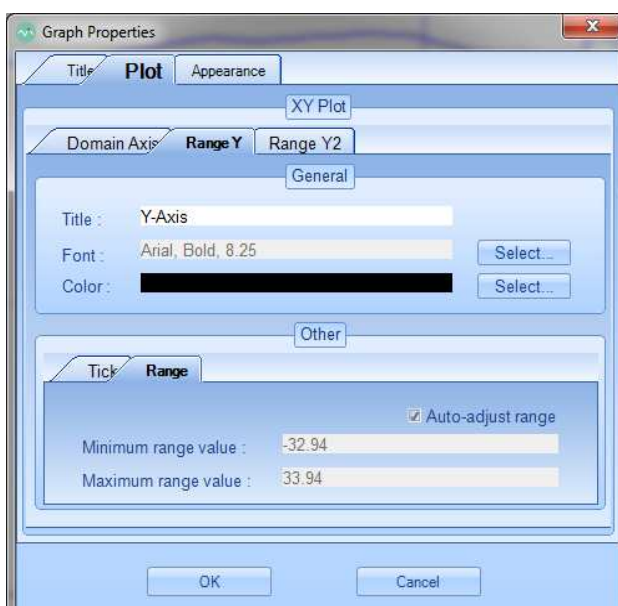 Graph Properties
Title Plot Appearance
XY Plot
Domain Axis Range Y Range Y2
General
Title : Y-Axis
Font : Arial, Bold, 8.25 Select...
Color : Select...
Other
Tick Range
Auto-adjust range
Minimum range value : -32.94
Maximum range value : 33.94
OK Cancel